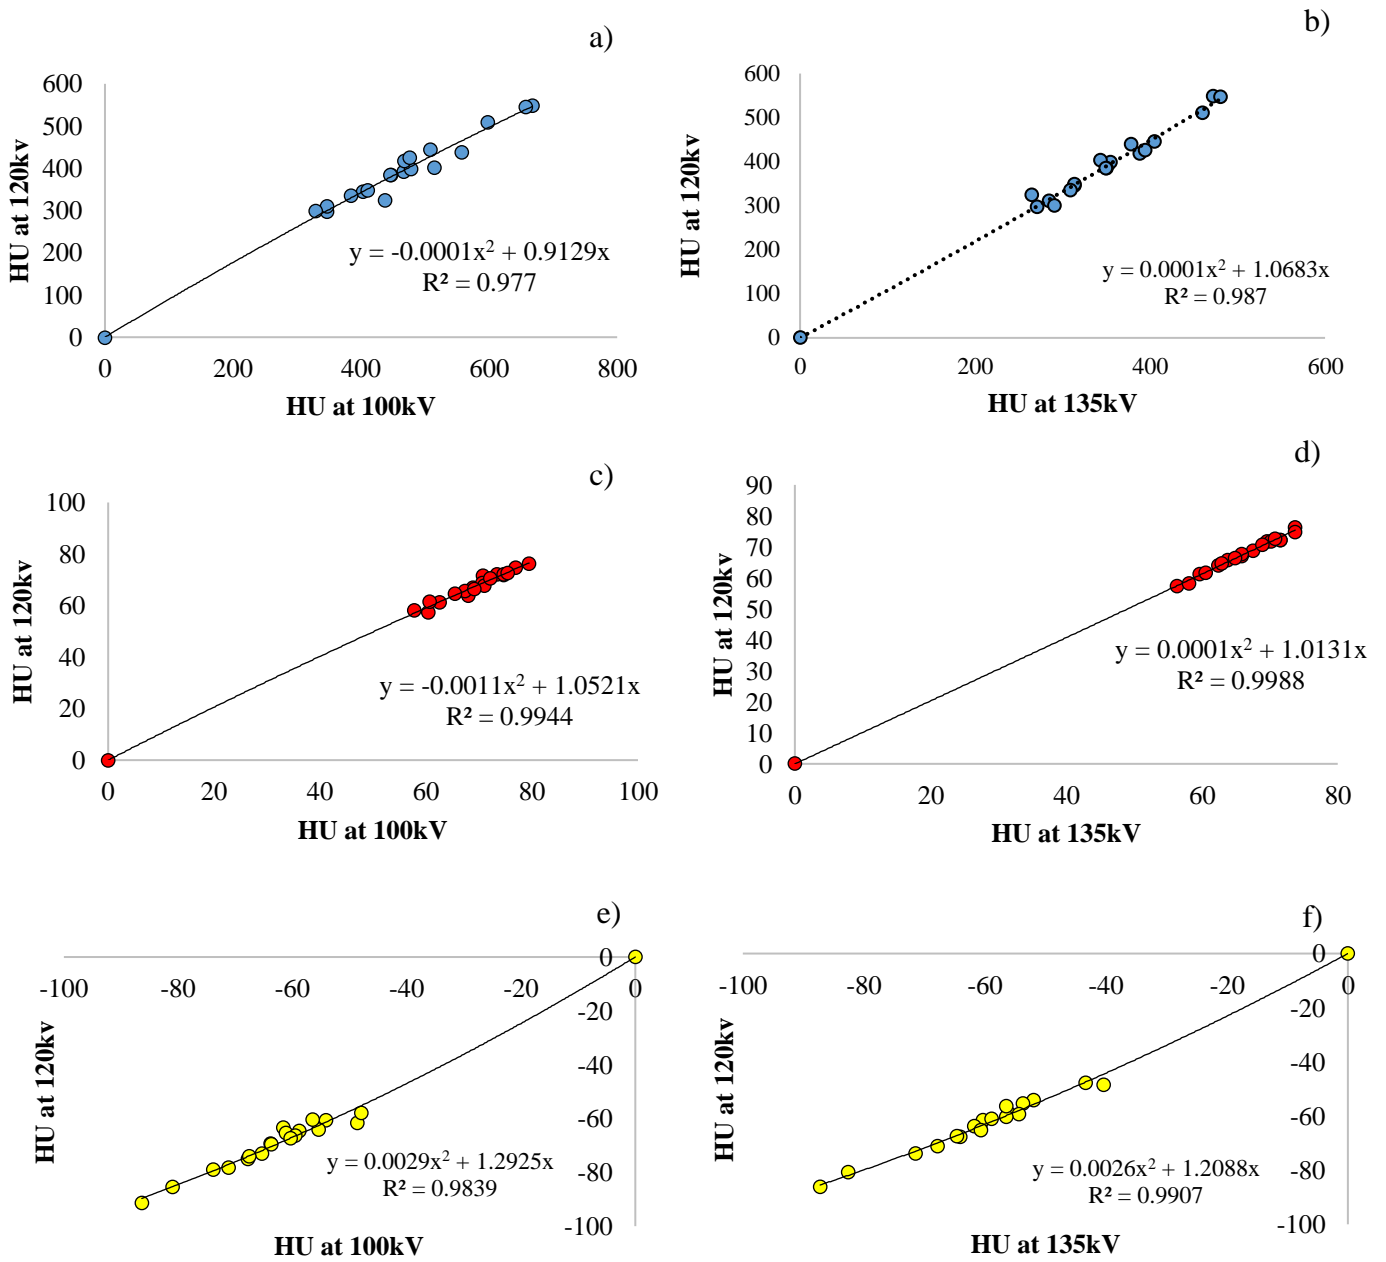 a)
600
500
400
300
200
100
0
HU at 120kv
y = -0.0001x² + 0.9129x
R² = 0.977
0 200 400 600 800
HU at 100kV
b)
600
500
400
300
200
100
0
HU at 120kv
y = 0.0001x² + 1.0683x
R² = 0.987
0 200 400 600
HU at 135kV
c)
100
80
60
40
20
0
HU at 120kv
y = -0.0011x² + 1.0521x
R² = 0.9944
0 20 40 60 80 100
HU at 100kV
d)
90
80
70
60
50
40
30
20
10
0
HU at 120kv
y = 0.0001x² + 1.0131x
R² = 0.9988
0 20 40 60 80
HU at 135kV
e)
0
-100 -80 -60 -40 -20 0
-20
-40
-60
-80
-100
HU at 120kv
y = 0.0029x² + 1.2925x
R² = 0.9839
HU at 100kV
f)
0
-100 -80 -60 -40 -20 0
-20
-40
-60
-80
-100
HU at 120kv
y = 0.0026x² + 1.2088x
R² = 0.9907
HU at 135kV